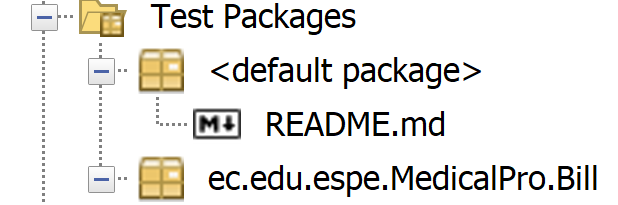 Test Packages
<default package>
M↓ README.md
ec.edu.espe.MedicalPro.Bill